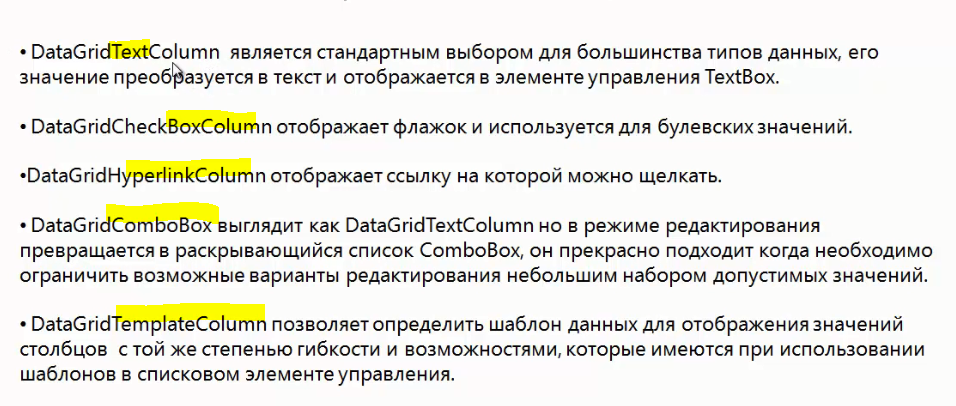 • DataGridTextColumn является стандартным выбором для большинства типов данных, его
значение преобразуется в текст и отображается в элементе управления TextBox.
• DataGridCheckBoxColumn отображает флажок и используется для булевских значений.
•DataGridHyperlinkColumn отображает ссылку на которой можно щелкать.
• DataGridComboBox выглядит как DataGridTextColumn но в режиме редактирования
превращается в раскрывающийся список ComboBox, он прекрасно подходит когда необходимо
ограничить возможные варианты редактирования небольшим набором допустимых значений.
• DataGridTemplateColumn позволяет определить шаблон данных для отображения значений
столбцов с той же степенью гибкости и возможностями, которые имеются при использовании
шаблонов в списковом элементе управления.